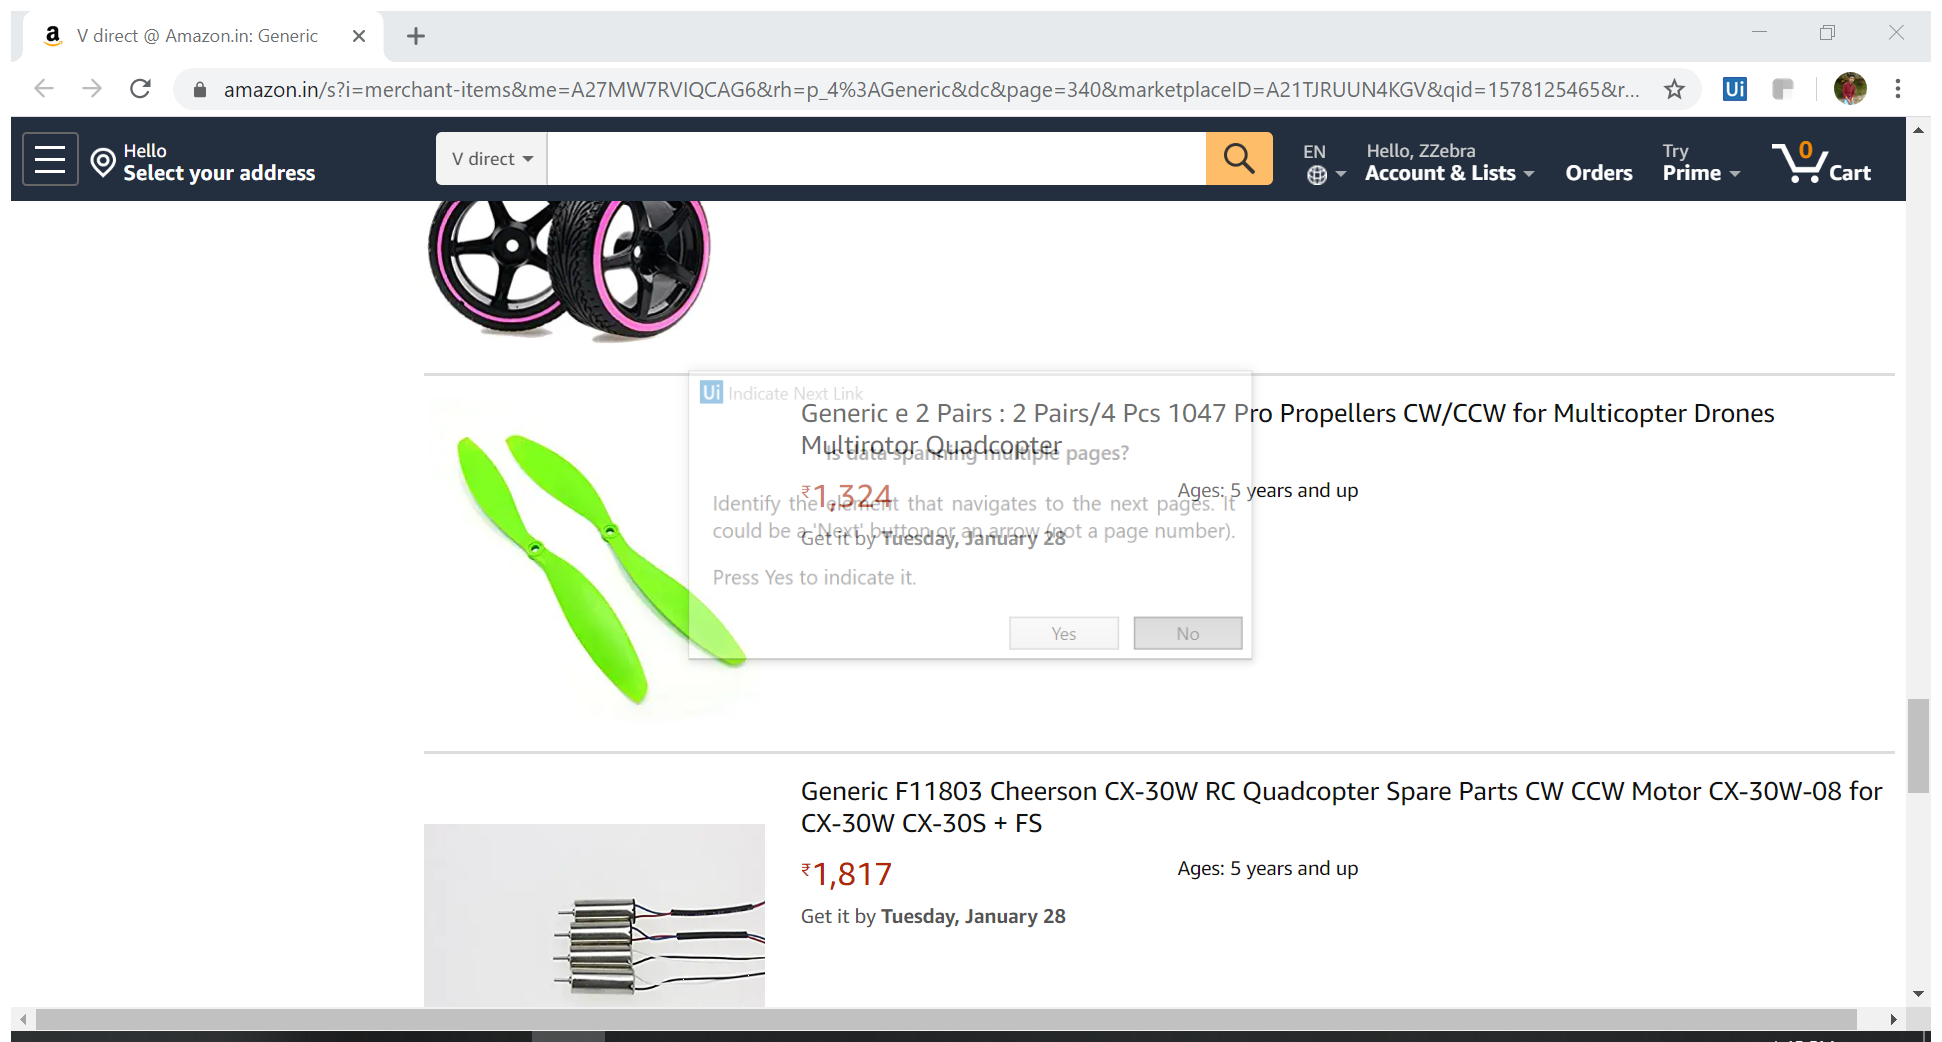 V direct @ Amazon.in: Generic
amazon.in/s?i=merchant-items&me=A27MW7RVIQCAG6&rh=p_4%3AGeneric&dc&page=340&marketplaceID=A21TJRUUN4KGV&qid=1578125465&r...
Ui
Hello
Select your address
V direct
EN
Hello, ZZebra
Account & Lists
Orders
Try
Prime
0
Cart
Ui Indicate Next Link
Generic e 2 Pairs : 2 Pairs/4 Pcs 1047 Pro Propellers CW/CCW for Multicopter Drones
Multirotor Quadcopter
Is data spanning multiple pages?
₹1,324
Ages: 5 years and up
Identify the element that navigates to the next pages. It
could be a 'Next' button or an arrow (not a page number).
Get it by Tuesday, January 28
Press Yes to indicate it.
Yes
No
Generic F11803 Cheerson CX-30W RC Quadcopter Spare Parts CW CCW Motor CX-30W-08 for
CX-30W CX-30S + FS
₹1,817
Ages: 5 years and up
Get it by Tuesday, January 28